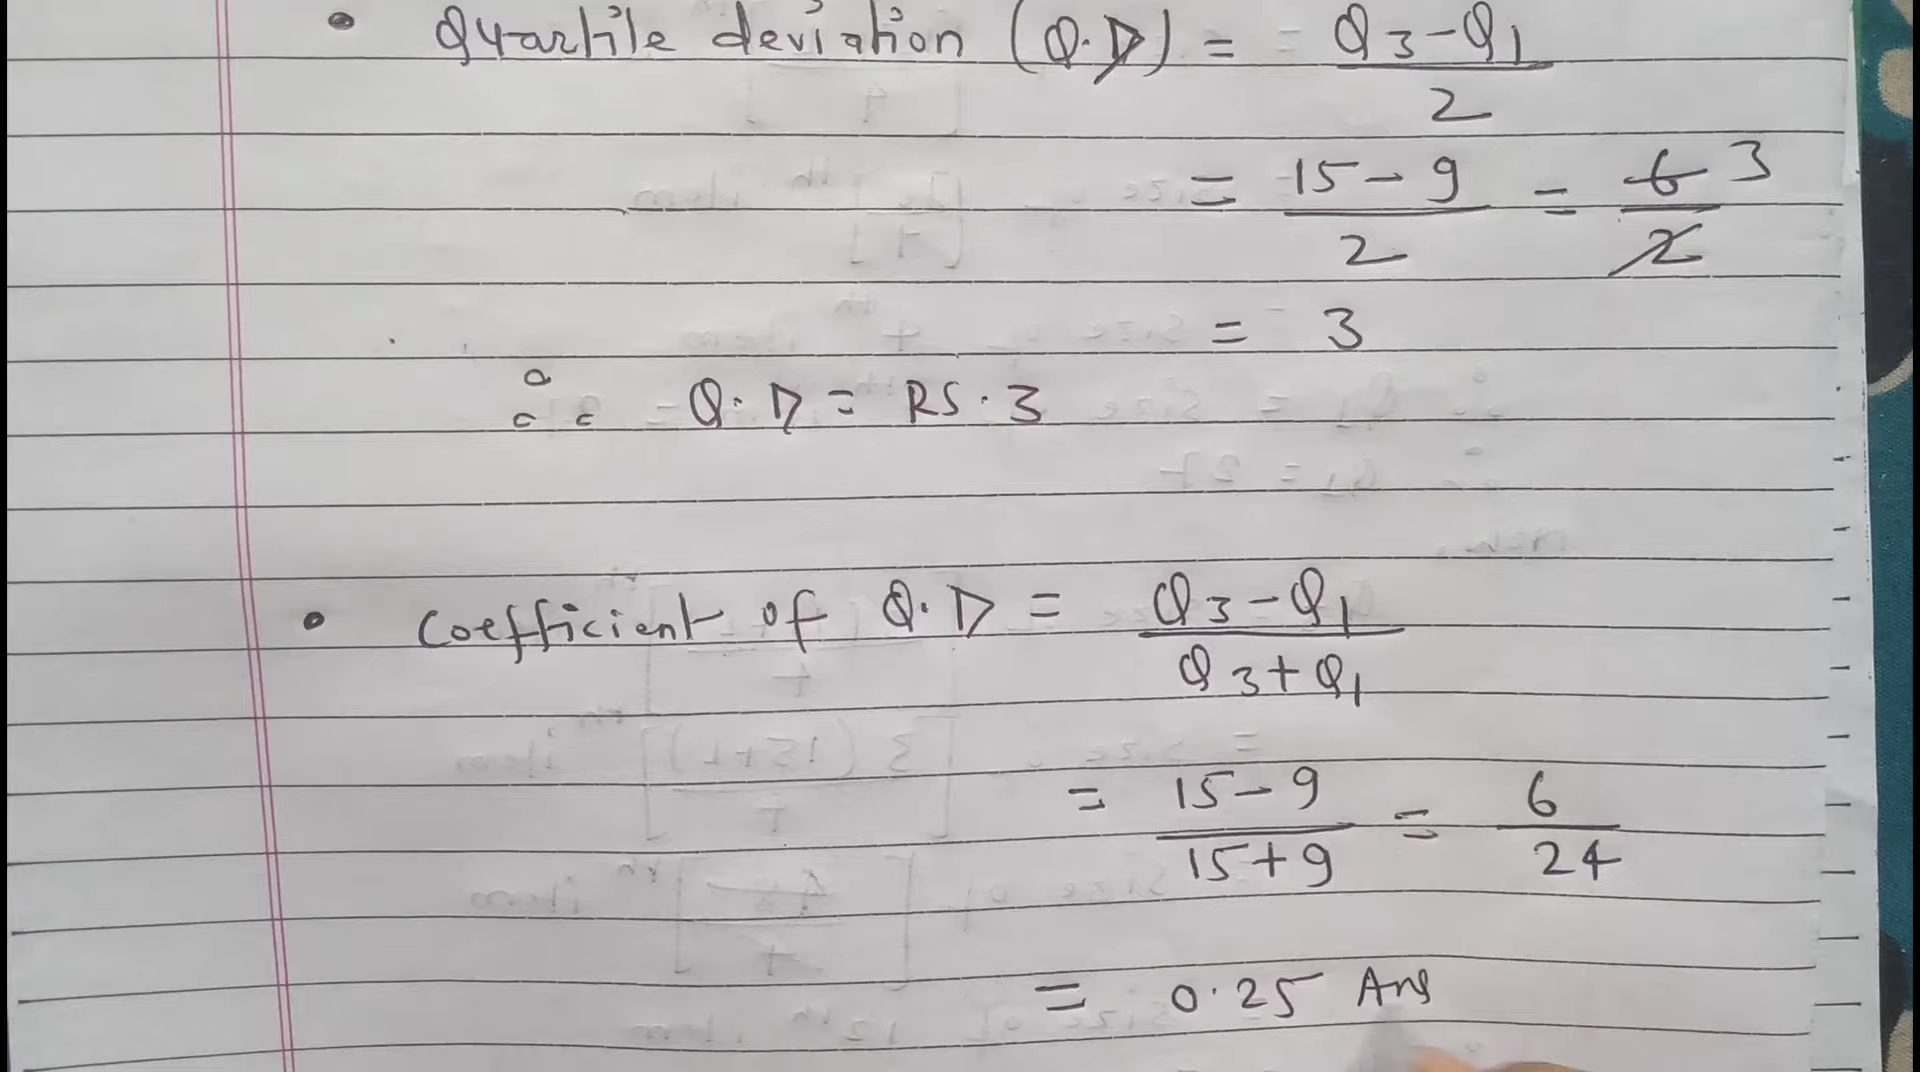 • Quartile deviation (Q.D) = Q3-Q1 / 2
= 15-9 / 2 = 6 / 2 3
= 3
∴ Q.D = RS. 3
• Coefficient of Q.D = Q3-Q1 / Q3+Q1
= 15-9 / 15+9 = 6 / 24
= 0.25 Ans